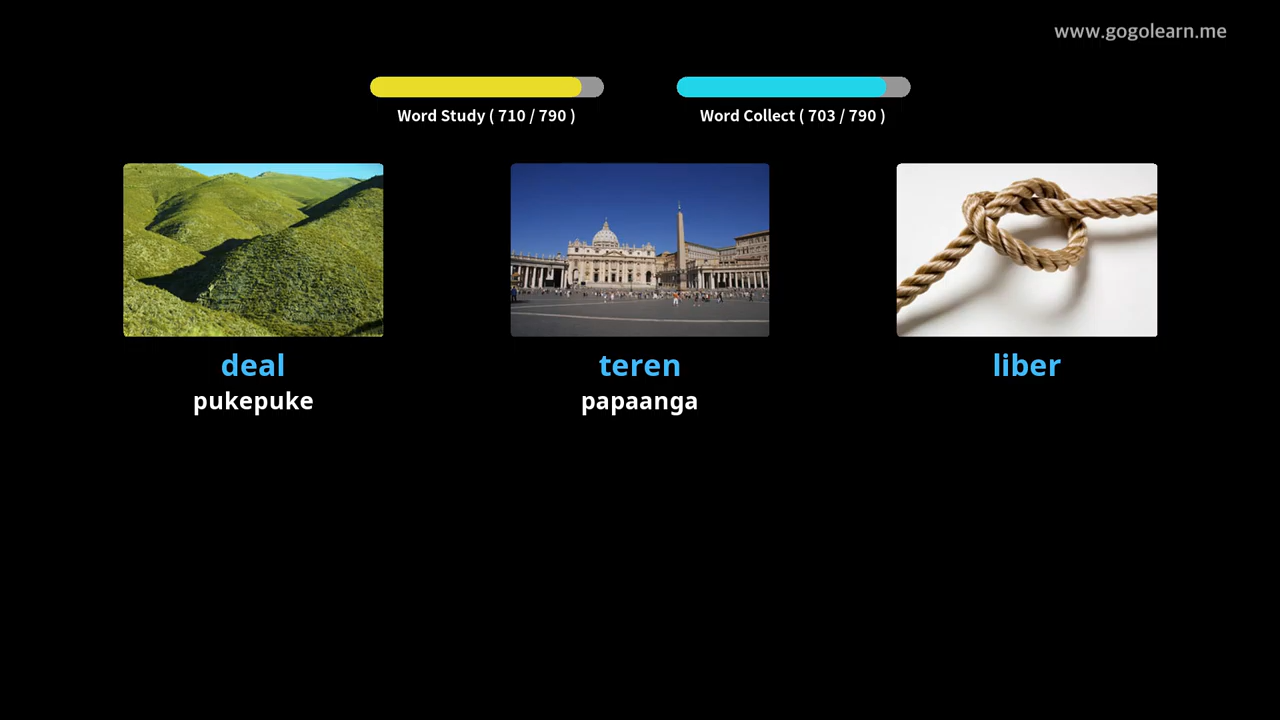 www.gogolearn.me
Word Study ( 710 / 790 )
Word Collect ( 703 / 790 )
deal
pukepuke
teren
papaanga
liber